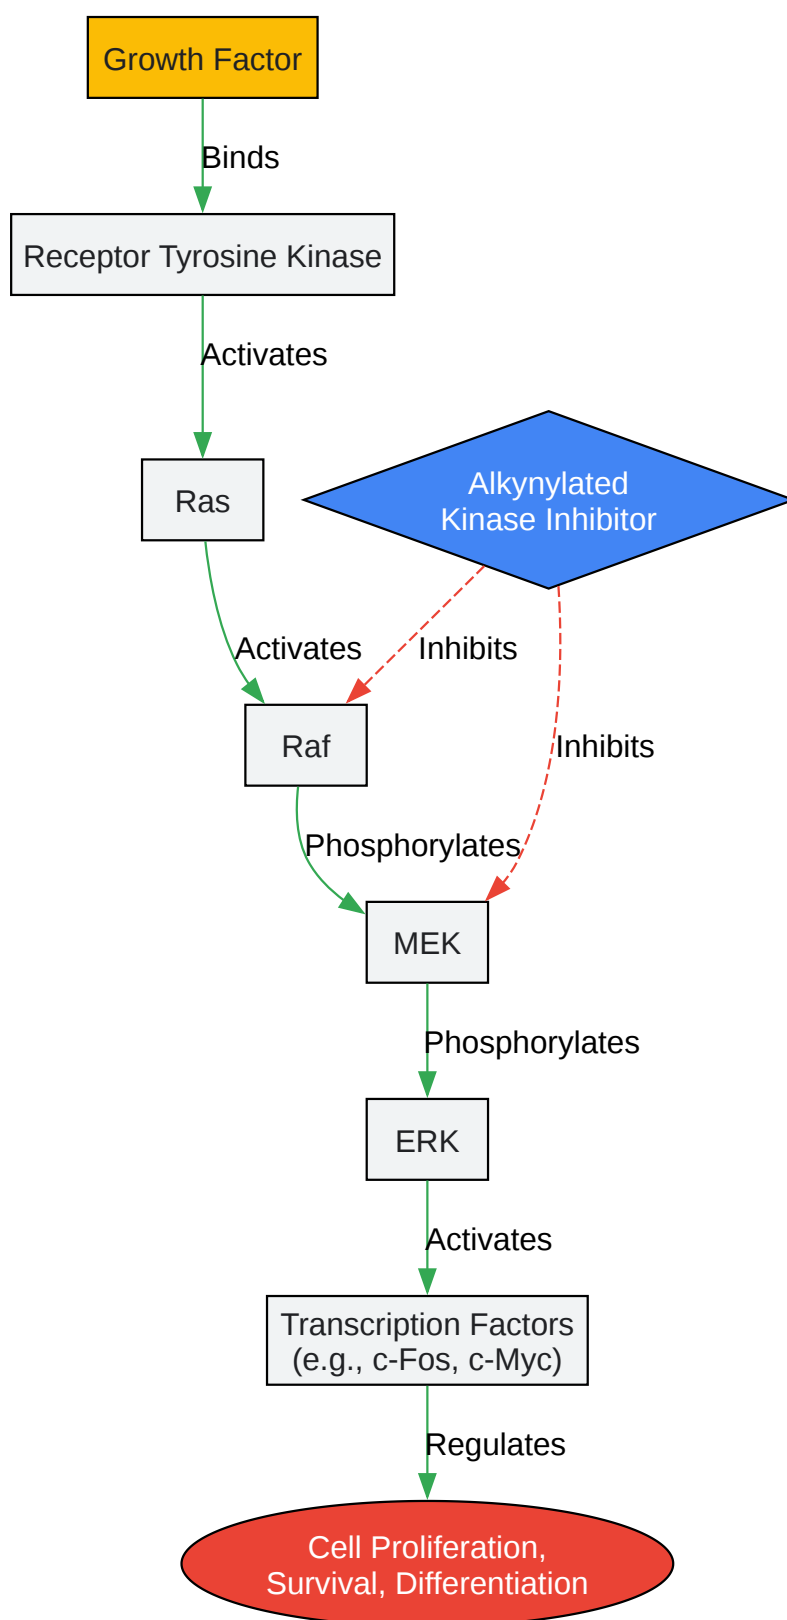 Growth Factor
Binds
Receptor Tyrosine Kinase
Activates
Alkynylated
Kinase Inhibitor
Ras
Activates
Inhibits
Raf
Inhibits
Phosphorylates
MEK
Phosphorylates
ERK
Activates
Transcription Factors
(e.g., c-Fos, c-Myc)
Regulates
Cell Proliferation,
Survival, Differentiation